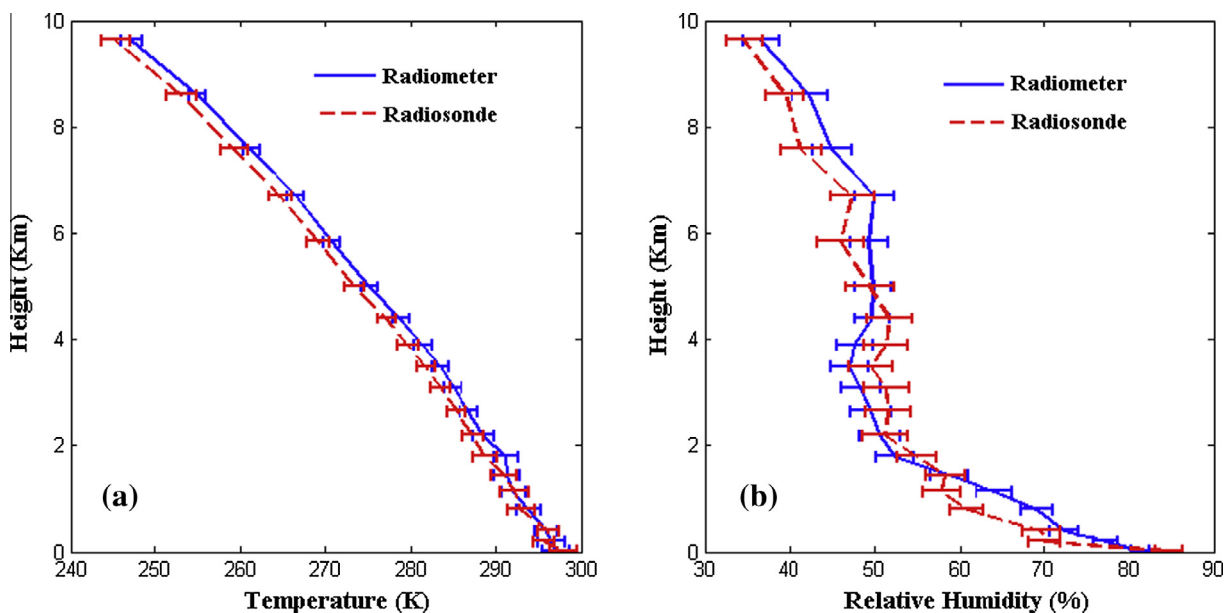 10
8
6
4
2
0
Height (Km)
Radiometer
Radiosonde
(a)
240 250 260 270 280 290 300
Temperature (K)
10
8
6
4
2
0
Height (Km)
Radiometer
Radiosonde
(b)
30 40 50 60 70 80 90
Relative Humidity (%)